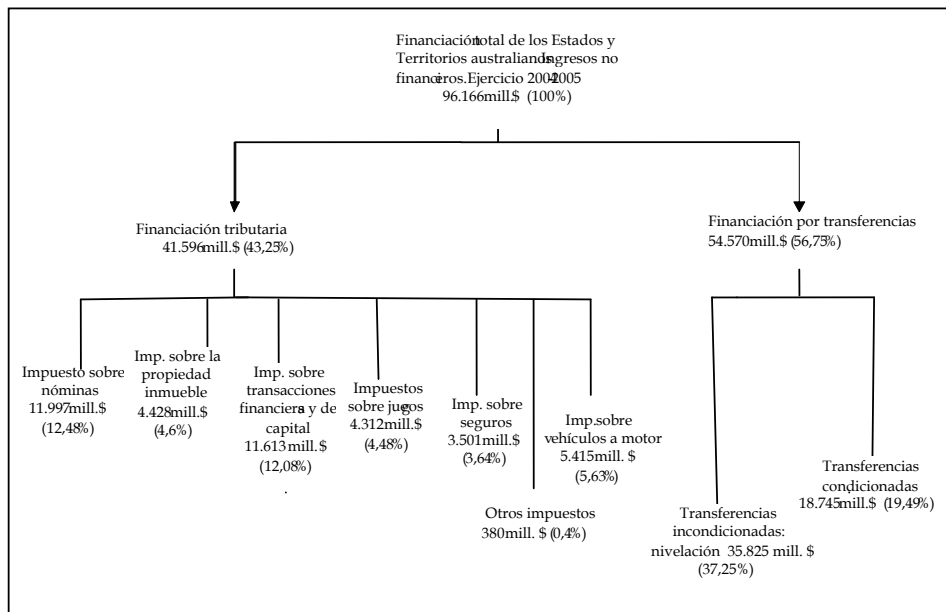 Financiación total de los Estados y
Territorios australianos Ingresos no
financieros. Ejercicio 2004-2005
96.166 mill.$ (100%)
Financiación tributaria
41.596 mill.$ (43,25%)
Financiación por transferencias
54.570 mill.$ (56,75%)
Impuesto sobre
nóminas
11.997 mill.$
(12,48%)
Imp. sobre la
propiedad
inmueble
4.428 mill.$
(4,6%)
Imp. sobre
transacciones
financieras y de
capital
11.613 mill. $
(12,08%)
Impuestos
sobre juegos
4.312 mill.$
(4,48%)
Imp. sobre
seguros
3.501 mill.$
(3,64%)
Otros impuestos
380 mill. $ (0,4%)
Imp. sobre
vehículos a motor
5.415 mill. $
(5,63%)
Transferencias
incondicionadas:
nivelación 35.825 mill. $
(37,25%)
Transferencias
condicionadas
18.745 mill.$ (19,49%)